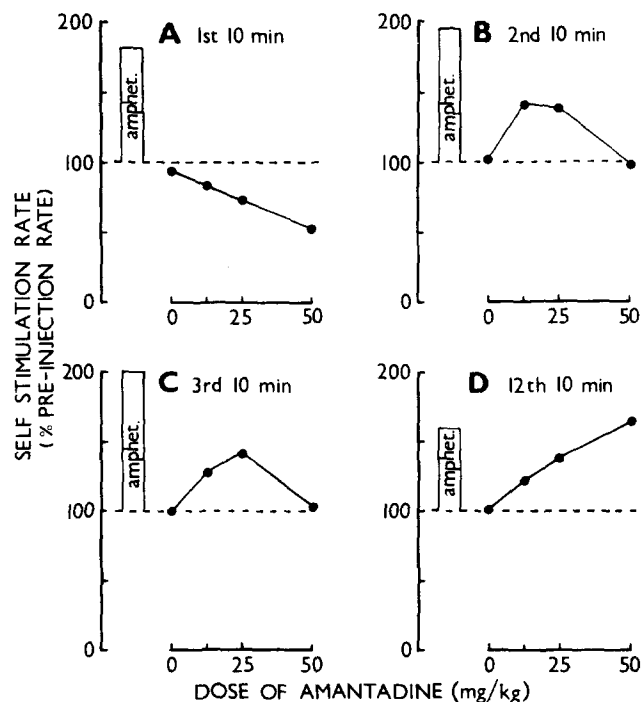 A 1st 10 min
200
amphet.
100
0
0 25 50
B 2nd 10 min
200
amphet.
100
0
0 25 50
C 3rd 10 min
200
amphet.
100
0
0 25 50
D 12th 10 min
200
amphet.
100
0
0 25 50
SELF STIMULATION RATE
(% PRE-INJECTION RATE)
DOSE OF AMANTADINE (mg/kg)